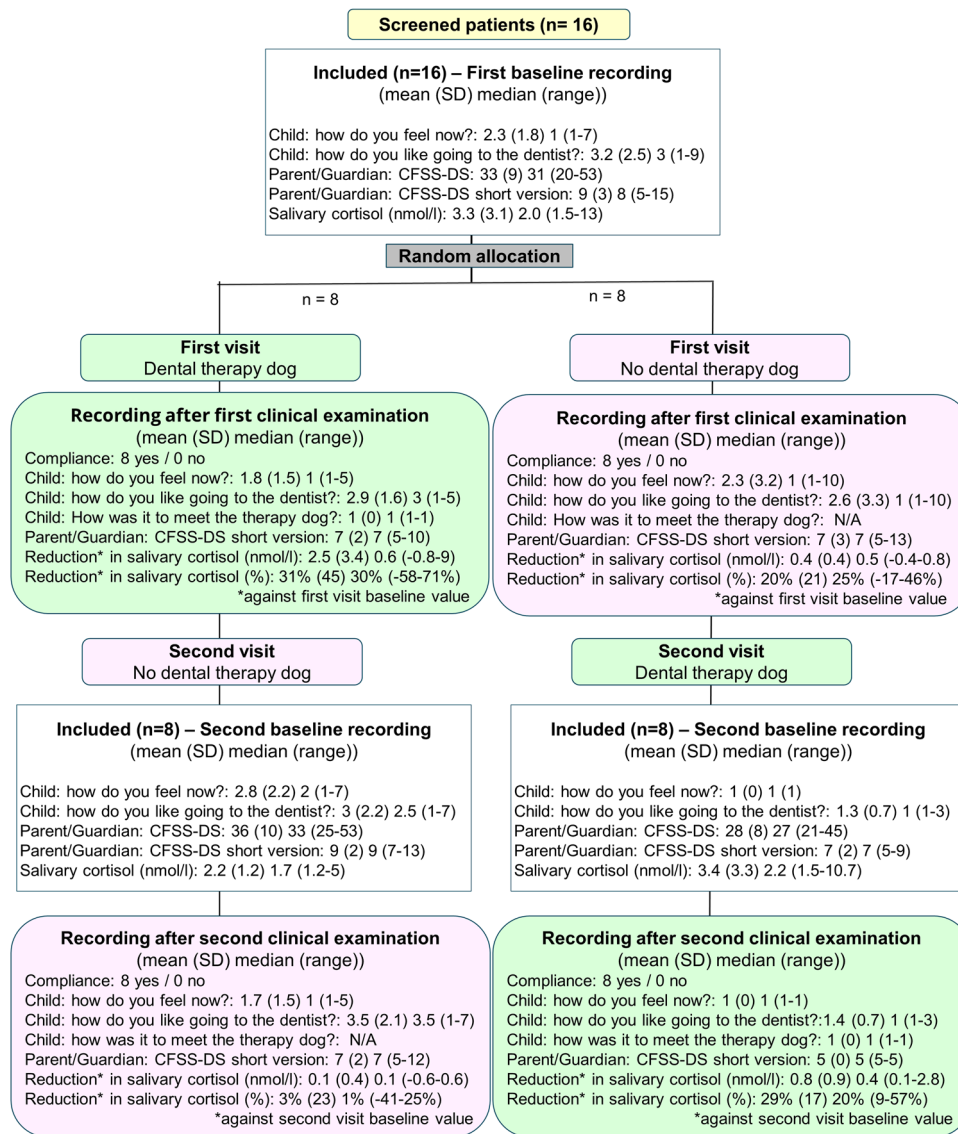 Screened patients (n= 16)
Included (n=16) – First baseline recording
(mean (SD) median (range))
Child: how do you feel now?: 2.3 (1.8) 1 (1-7)
Child: how do you like going to the dentist?: 3.2 (2.5) 3 (1-9)
Parent/Guardian: CFSS-DS: 33 (9) 31 (20-53)
Parent/Guardian: CFSS-DS short version: 9 (3) 8 (5-15)
Salivary cortisol (nmol/l): 3.3 (3.1) 2.0 (1.5-13)
Random allocation
n = 8
n = 8
First visit
Dental therapy dog
Recording after first clinical examination
(mean (SD) median (range))
Compliance: 8 yes / 0 no
Child: how do you feel now?: 1.8 (1.5) 1 (1-5)
Child: how do you like going to the dentist?: 2.9 (1.6) 3 (1-5)
Child: How was it to meet the therapy dog?: 1 (0) 1 (1-1)
Parent/Guardian: CFSS-DS short version: 7 (2) 7 (5-10)
Reduction* in salivary cortisol (nmol/l): 2.5 (3.4) 0.6 (-0.8-9)
Reduction* in salivary cortisol (%): 31% (45) 30% (-58-71%)
*against first visit baseline value
First visit
No dental therapy dog
Recording after first clinical examination
(mean (SD) median (range))
Compliance: 8 yes / 0 no
Child: how do you feel now?: 2.3 (3.2) 1 (1-10)
Child: how do you like going to the dentist?: 2.6 (3.3) 1 (1-10)
Child: How was it to meet the therapy dog?: N/A
Parent/Guardian: CFSS-DS short version: 7 (3) 7 (5-13)
Reduction* in salivary cortisol (nmol/l): 0.4 (0.4) 0.5 (-0.4-0.8)
Reduction* in salivary cortisol (%): 20% (21) 25% (-17-46%)
*against first visit baseline value
Second visit
No dental therapy dog
Included (n=8) – Second baseline recording
(mean (SD) median (range))
Child: how do you feel now?: 2.8 (2.2) 2 (1-7)
Child: how do you like going to the dentist?: 3 (2.2) 2.5 (1-7)
Parent/Guardian: CFSS-DS: 36 (10) 33 (25-53)
Parent/Guardian: CFSS-DS short version: 9 (2) 9 (7-13)
Salivary cortisol (nmol/l): 2.2 (1.2) 1.7 (1.2-5)
Recording after second clinical examination
(mean (SD) median (range))
Compliance: 8 yes / 0 no
Child: how do you feel now?: 1.7 (1.5) 1 (1-5)
Child: how do you like going to the dentist?: 3.5 (2.1) 3.5 (1-7)
Child: how was it to meet the therapy dog?: N/A
Parent/Guardian: CFSS-DS short version: 7 (2) 7 (5-12)
Reduction* in salivary cortisol (nmol/l): 0.1 (0.4) 0.1 (-0.6-0.6)
Reduction* in salivary cortisol (%): 3% (23) 1% (-41-25%)
*against second visit baseline value
Second visit
Dental therapy dog
Included (n=8) – Second baseline recording
(mean (SD) median (range))
Child: how do you feel now?: 1 (0) 1 (1)
Child: how do you like going to the dentist?: 1.3 (0.7) 1 (1-3)
Parent/Guardian: CFSS-DS: 28 (8) 27 (21-45)
Parent/Guardian: CFSS-DS short version: 7 (2) 7 (5-9)
Salivary cortisol (nmol/l): 3.4 (3.3) 2.2 (1.5-10.7)
Recording after second clinical examination
(mean (SD) median (range))
Compliance: 8 yes / 0 no
Child: how do you feel now?: 1 (0) 1 (1-1)
Child: how do you like going to the dentist?:1.4 (0.7) 1 (1-3)
Child: how was it to meet the therapy dog?: 1 (0) 1 (1-1)
Parent/Guardian: CFSS-DS short version: 5 (0) 5 (5-5)
Reduction* in salivary cortisol (nmol/l): 0.8 (0.9) 0.4 (0.1-2.8)
Reduction* in salivary cortisol (%): 29% (17) 20% (9-57%)
*against second visit baseline value